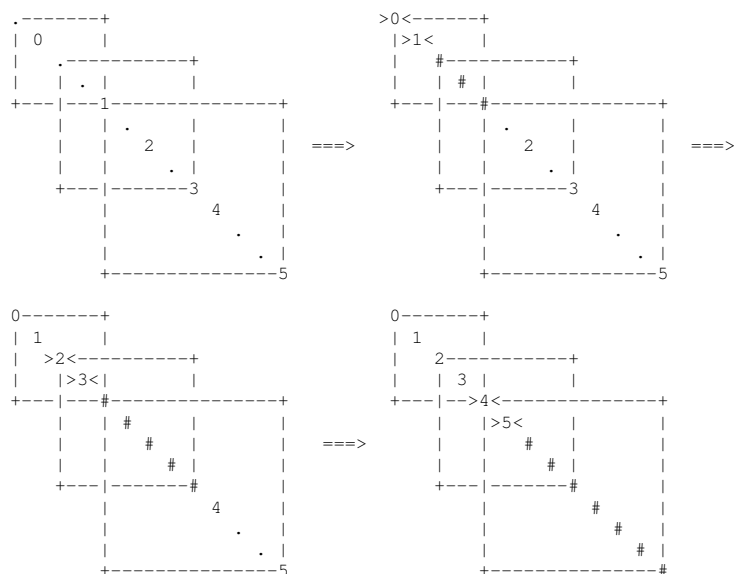 .-------+ >0<------+
| 0 | | >1< |
| .-----------+ | #-----------+
| | . | | | | # | |
+--- | ---1---------------+ +--- | ---#---------------+
| | . | | | | . | |
| | 2 | | ===> | | 2 | | ===>
| | . | | | | . | |
+--- | -------3 | +--- | -------3 |
| 4 | | 4 |
| . | | . |
| . | | . |
+---------------5 +---------------5
0-------+ 0-------+
| 1 | | 1 |
| >2<----------+ | 2-----------+
| |>3<| | | | 3 | |
+--- | ---#---------------+ +--- | -->4<--------------+
| | # | | | |>5< | |
| | # | | ===> | | # | |
| | # | | | | # | |
+--- | -------# | +--- | -------# |
| 4 | | # |
| . | | # |
| . | | # |
+---------------5 +---------------#